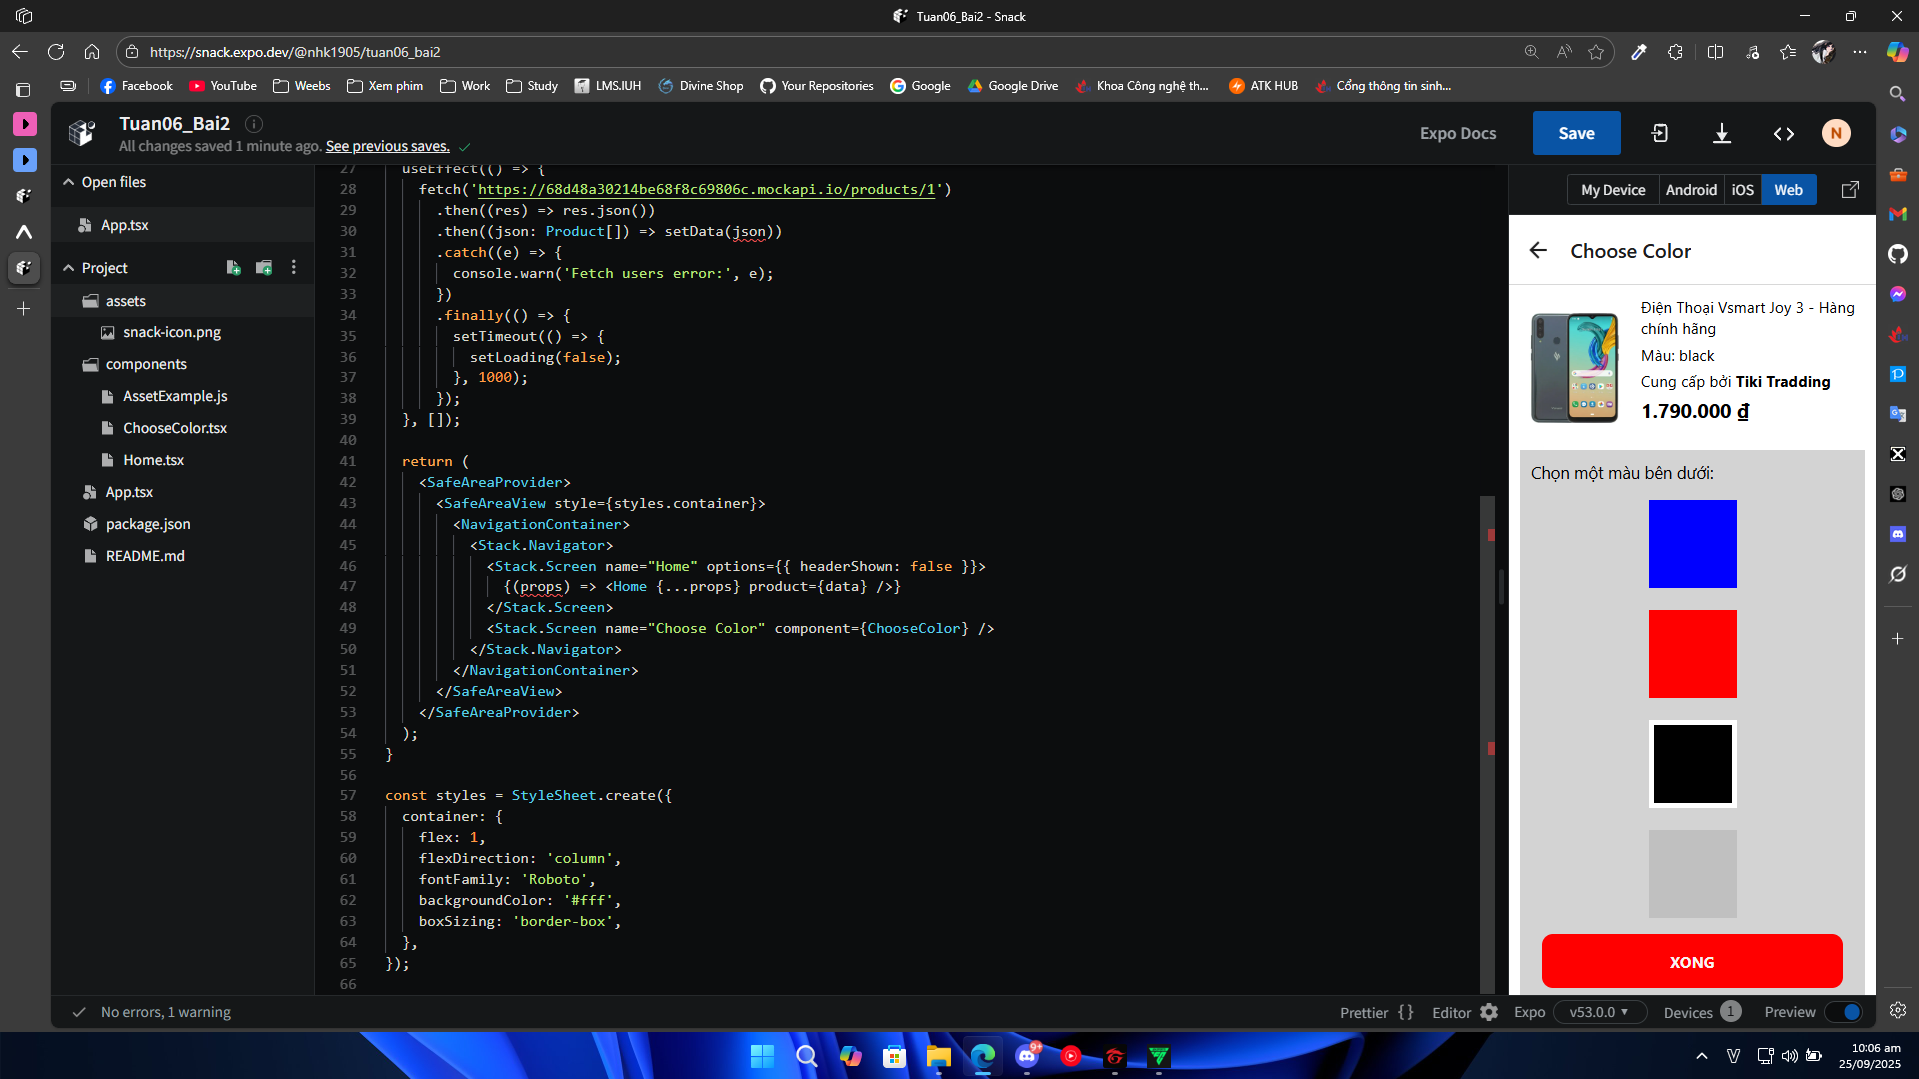 Tuan06_Bai2 - Snack
https://snack.expo.dev/@nhk1905/tuan06_bai2
Facebook
YouTube
Weebs
Xem phim
Work
Study
LMS.IUH
Divine Shop
Your Repositories
Google
Google Drive
Khoa Công nghệ th...
ATK HUB
Cổng thông tin sinh...
Tuan06_Bai2
All changes saved 1 minute ago. See previous saves.
Expo Docs
Save
N
Open files
App.tsx
Project
assets
snack-icon.png
components
AssetExample.js
ChooseColor.tsx
Home.tsx
App.tsx
package.json
README.md
27 useEffect(() => {
28 fetch('https://68d48a30214be68f8c69806c.mockapi.io/products/1')
29 .then((res) => res.json())
30 .then((json: Product[]) => setData(json))
31 .catch((e) => {
32 console.warn('Fetch users error:', e);
33 })
34 .finally(() => {
35 setTimeout(() => {
36 setLoading(false);
37 }, 1000);
38 });
39 }, []);
40
41 return (
42 <SafeAreaProvider>
43 <SafeAreaView style={styles.container}>
44 <NavigationContainer>
45 <Stack.Navigator>
46 <Stack.Screen name="Home" options={{ headerShown: false }}>
47 {(props) => <Home {...props} product={data} />}
48 </Stack.Screen>
49 <Stack.Screen name="Choose Color" component={ChooseColor} />
50 </Stack.Navigator>
51 </NavigationContainer>
52 </SafeAreaView>
53 </SafeAreaProvider>
54 );
55 }
56
57 const styles = StyleSheet.create({
58 container: {
59 flex: 1,
60 flexDirection: 'column',
61 fontFamily: 'Roboto',
62 backgroundColor: '#fff',
63 boxSizing: 'border-box',
64 },
65 });
66
My Device
Android
iOS
Web
Choose Color
Điện Thoại Vsmart Joy 3 - Hàng
chính hãng
Màu: black
Cung cấp bởi Tiki Tradding
1.790.000 ₫
Chọn một màu bên dưới:
XONG
No errors, 1 warning
Prettier { }
Editor
Expo
v53.0.0
Devices 1
Preview
9+
V
10:06 am
25/09/2025